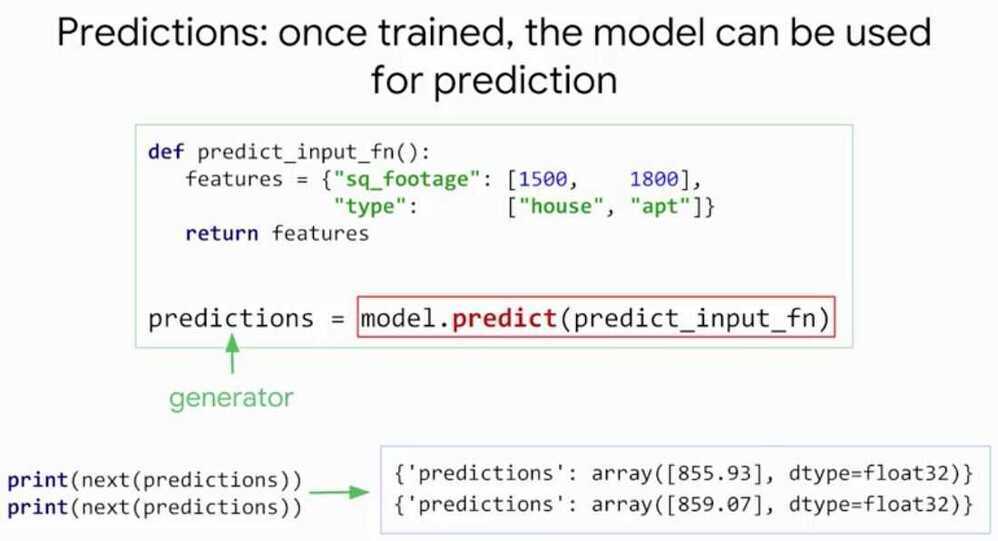 Predictions: once trained, the model can be used
for prediction
def predict_input_fn():
features = {"sq_footage": [1500, 1800],
"type": ["house", "apt"]}
return features
predictions = model.predict(predict_input_fn)
generator
print(next(predictions))
print(next(predictions))
{'predictions': array([855.93], dtype=float32)}
{'predictions': array([859.07], dtype=float32)}